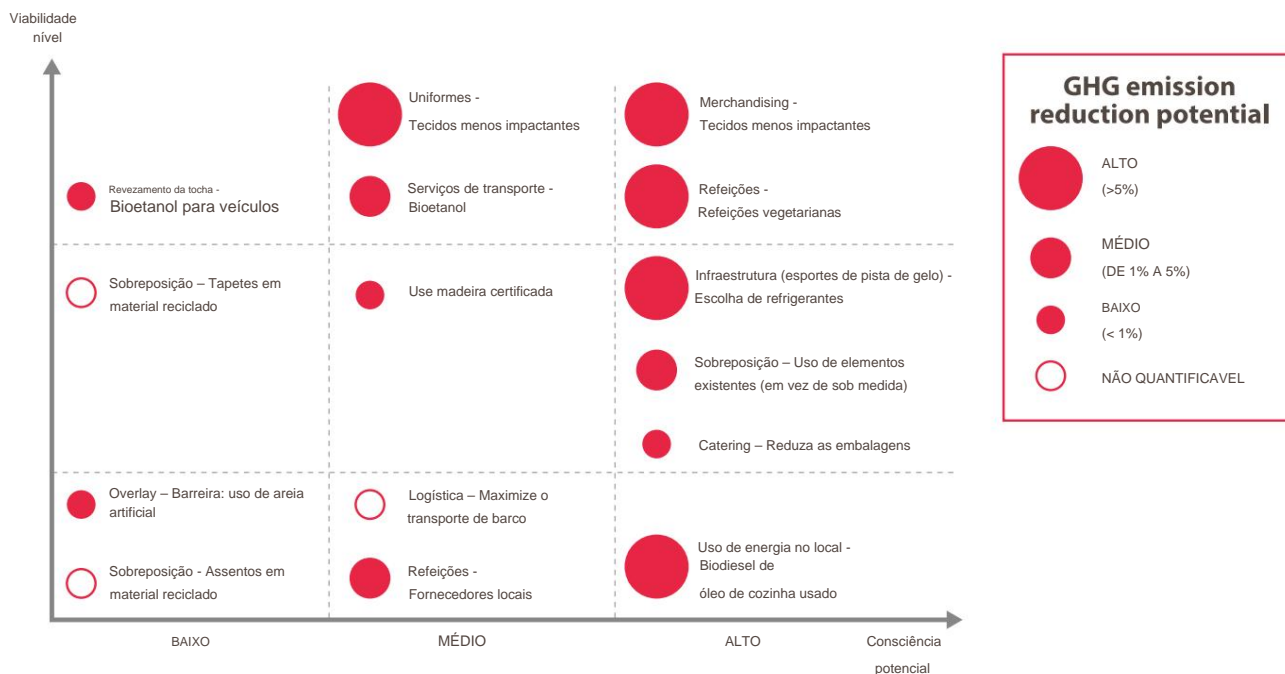 Viabilidade
nível
Uniformes -
Tecidos menos impactantes
Merchandising -
Tecidos menos impactantes
Revezamento da tocha -
Bioetanol para veículos
Serviços de transporte -
Bioetanol
Refeições -
Refeições vegetarianas
Sobreposição – Tapetes em
material reciclado
Use madeira certificada
Infraestrutura (esportes de pista de gelo) -
Escolha de refrigerantes
Sobreposição – Uso de elementos
existentes (em vez de sob medida)
Catering – Reduza as embalagens
Overlay – Barreira: uso de areia
artificial
Logística – Maximize o
transporte de barco
Uso de energia no local -
Biodiesel de
óleo de cozinha usado
Sobreposição - Assentos em
material reciclado
Refeições -
Fornecedores locais
BAIXO
MÉDIO
ALTO
Consciência
potencial
GHG emission
reduction potential
ALTO
(>5%)
MÉDIO
(DE 1% A 5%)
BAIXO
(< 1%)
NÃO QUANTIFICAVEL